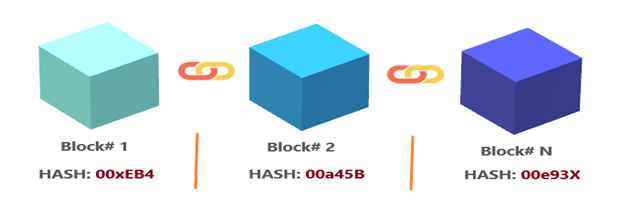 Block# 1
HASH: 00xEB4
Block# 2
HASH: 00a45B
Block# N
HASH: 00e93X